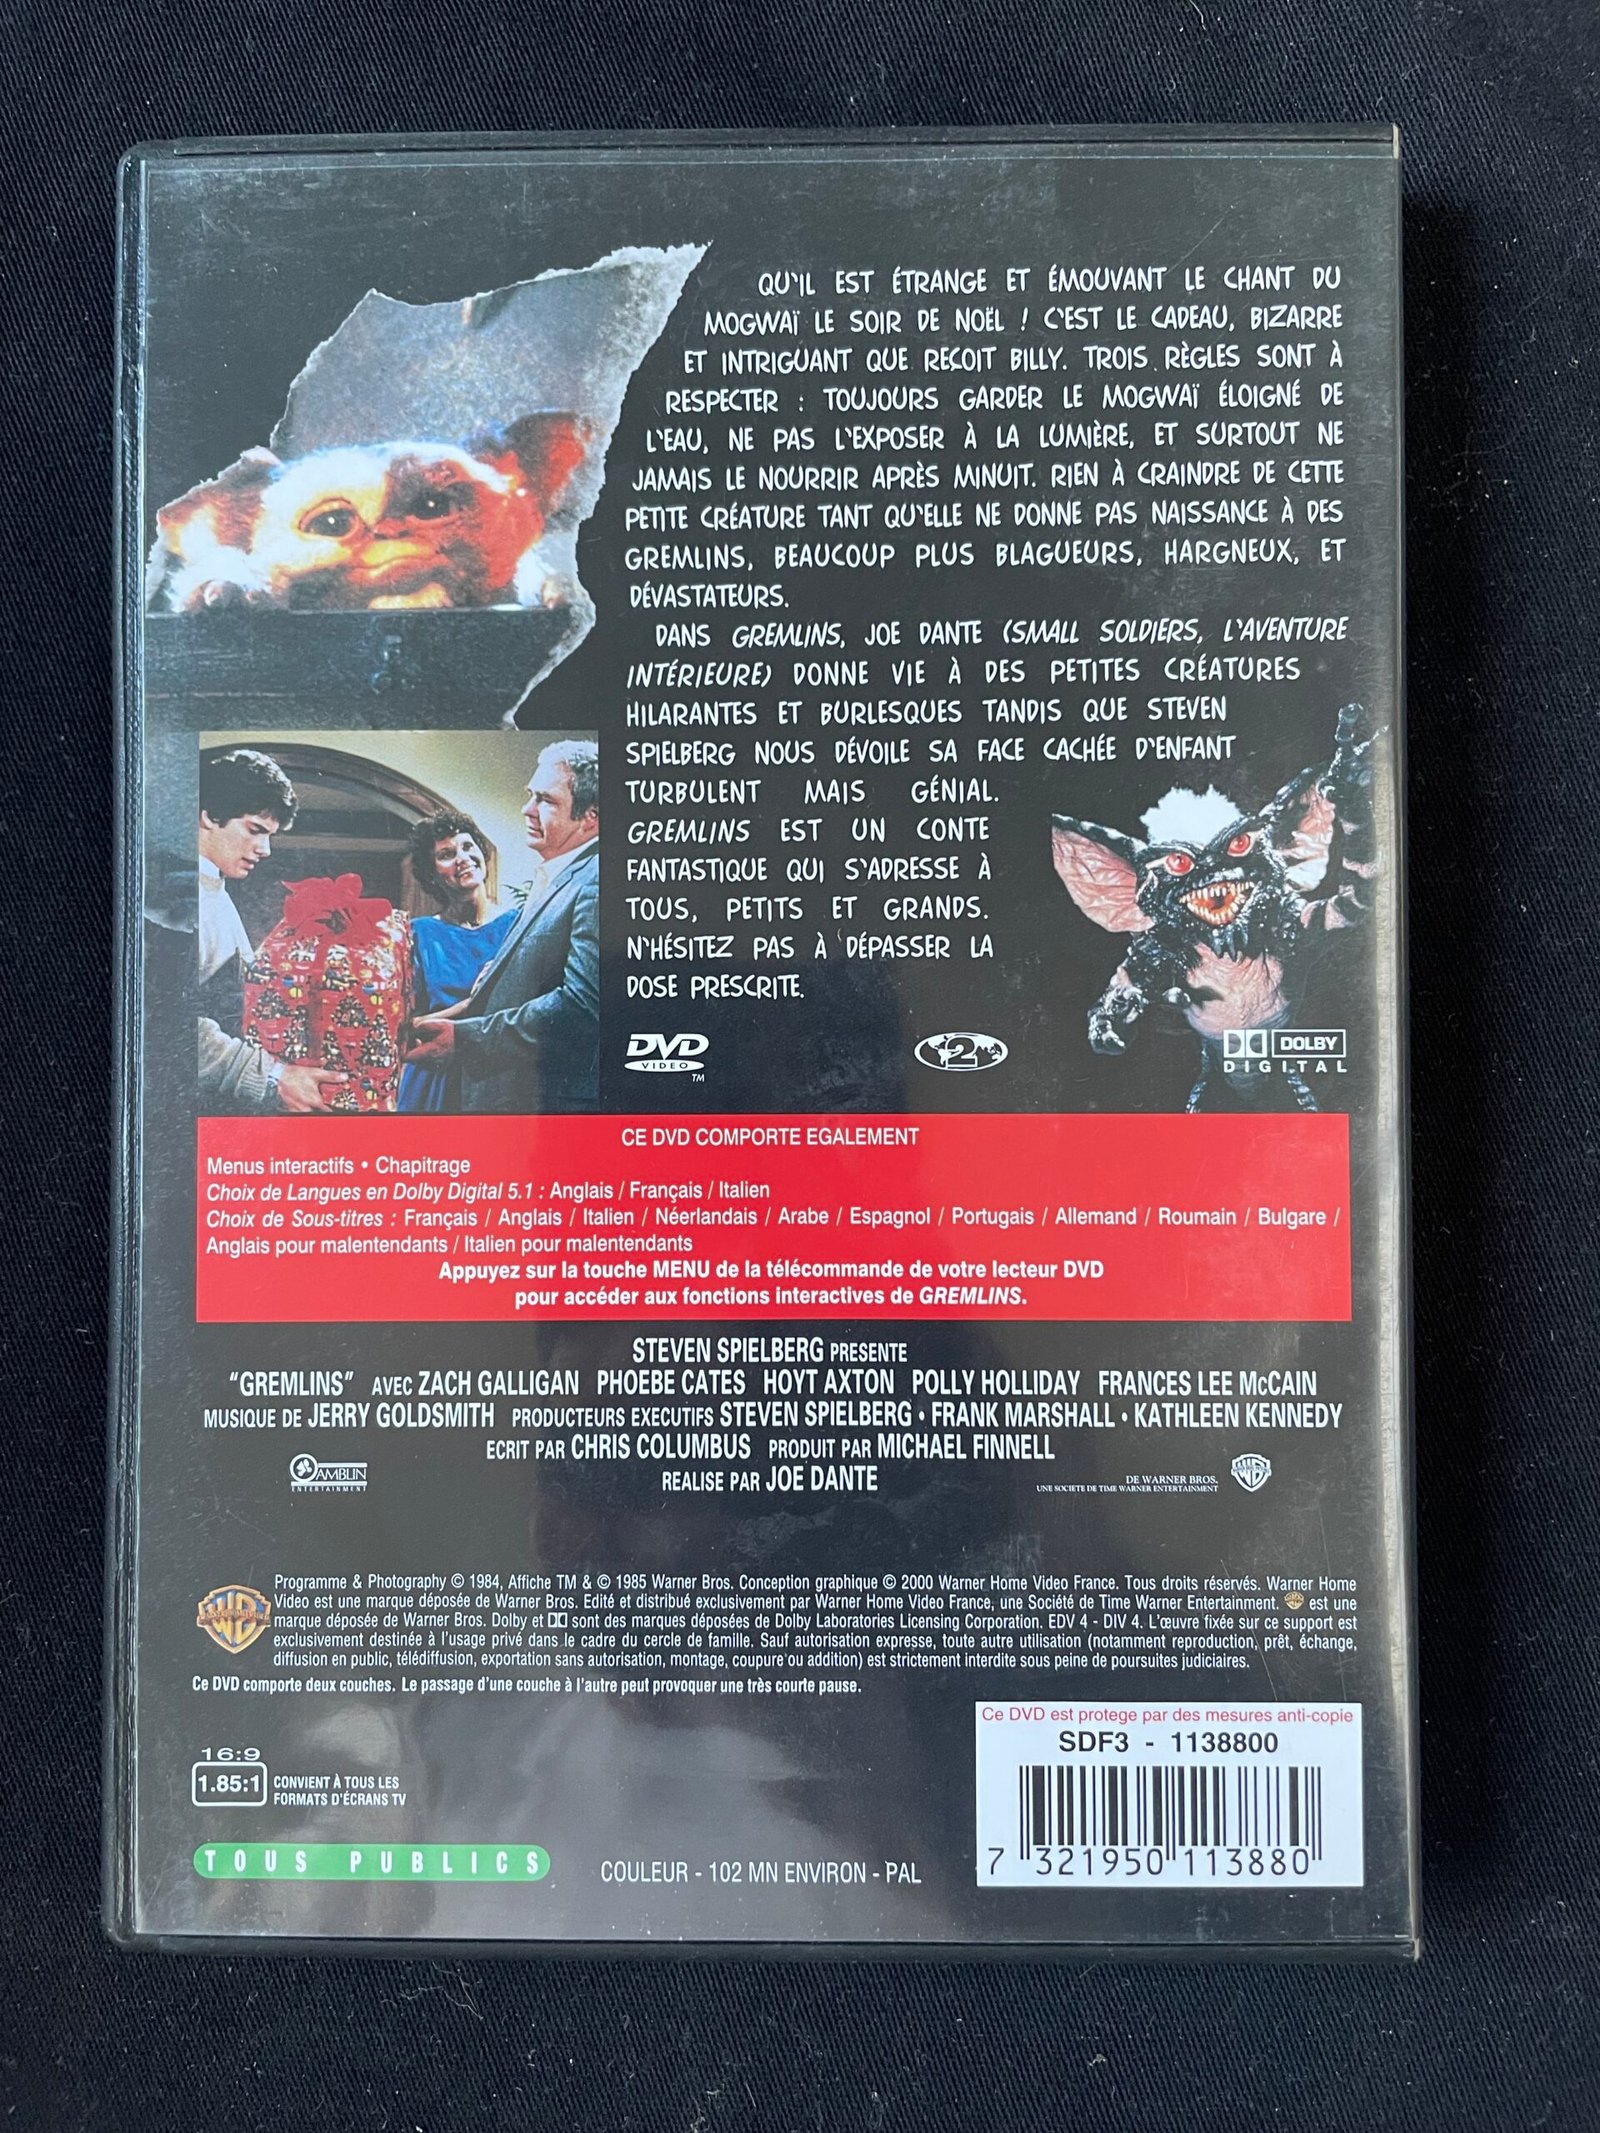 QU'IL EST ÉTRANGE ET ÉMOUVANT LE CHANT DU
MOGWAÏ LE SOIR DE NOËL ! C'EST LE CADEAU, BIZARRE
ET INTRIGUANT QUE REÇOIT BILLY. TROIS RÈGLES SONT À
RESPECTER : TOUJOURS GARDER LE MOGWAÏ ÉLOIGNÉ DE
L'EAU, NE PAS L'EXPOSER À LA LUMIÈRE, ET SURTOUT NE
JAMAIS LE NOURRIR APRÈS MINUIT. RIEN À CRAINDRE DE CETTE
PETITE CRÉATURE TANT QU'ELLE NE DONNE PAS NAISSANCE À DES
GREMLINS, BEAUCOUP PLUS BLAGUEURS, HARGNEUX, ET
DÉVASTATEURS.
DANS GREMLINS, JOE DANTE (SMALL SOLDIERS, L'AVENTURE
INTÉRIEURE) DONNE VIE À DES PETITES CRÉATURES
HILARANTES ET BURLESQUES TANDIS QUE STEVEN
SPIELBERG NOUS DÉVOILE SA FACE CACHÉE D'ENFANT
TURBULENT MAIS GÉNIAL.
GREMLINS EST UN CONTE
FANTASTIQUE QUI S'ADRESSE À
TOUS, PETITS ET GRANDS.
N'HÉSITEZ PAS À DÉPASSER LA
DOSE PRESCRITE.
DVD
VIDEO
TM
2
DOLBY
DIGITAL
CE DVD COMPORTE EGALEMENT
Menus interactifs • Chapitrage
Choix de Langues en Dolby Digital 5.1 : Anglais / Français / Italien
Choix de Sous-titres : Français / Anglais / Italien / Néerlandais / Arabe / Espagnol / Portugais / Allemand / Roumain / Bulgare /
Anglais pour malentendants / Italien pour malentendants
Appuyez sur la touche MENU de la télécommande de votre lecteur DVD
pour accéder aux fonctions interactives de GREMLINS.
STEVEN SPIELBERG PRESENTE
“GREMLINS” AVEC ZACH GALLIGAN PHOEBE CATES HOYT AXTON POLLY HOLLIDAY FRANCES LEE McCAIN
MUSIQUE DE JERRY GOLDSMITH PRODUCTEURS EXECUTIFS STEVEN SPIELBERG • FRANK MARSHALL • KATHLEEN KENNEDY
ECRIT PAR CHRIS COLUMBUS PRODUIT PAR MICHAEL FINNELL
REALISE PAR JOE DANTE
AMBLIN
ENTERTAINMENT
DE WARNER BROS.
UNE SOCIETE DE TIME WARNER ENTERTAINMENT
Programme & Photography © 1984, Affiche TM & © 1985 Warner Bros. Conception graphique © 2000 Warner Home Video France. Tous droits réservés. Warner Home
Video est une marque déposée de Warner Bros. Edité et distribué exclusivement par Warner Home Video France, une Société de Time Warner Entertainment. est une
marque déposée de Warner Bros. Dolby et sont des marques déposées de Dolby Laboratories Licensing Corporation. EDV 4 - DIV 4. L'œuvre fixée sur ce support est
exclusivement destinée à l'usage privé dans le cadre du cercle de famille. Sauf autorisation expresse, toute autre utilisation (notamment reproduction, prêt, échange,
diffusion en public, télédiffusion, exportation sans autorisation, montage, coupure ou addition) est strictement interdite sous peine de poursuites judiciaires.
Ce DVD comporte deux couches. Le passage d'une couche à l'autre peut provoquer une très courte pause.
Ce DVD est protege par des mesures anti-copie
SDF3 - 1138800
16:9
1.85:1 CONVIENT À TOUS LES
FORMATS D'ÉCRANS TV
TOUS PUBLICS
COULEUR - 102 MN ENVIRON - PAL
7 321950 113880